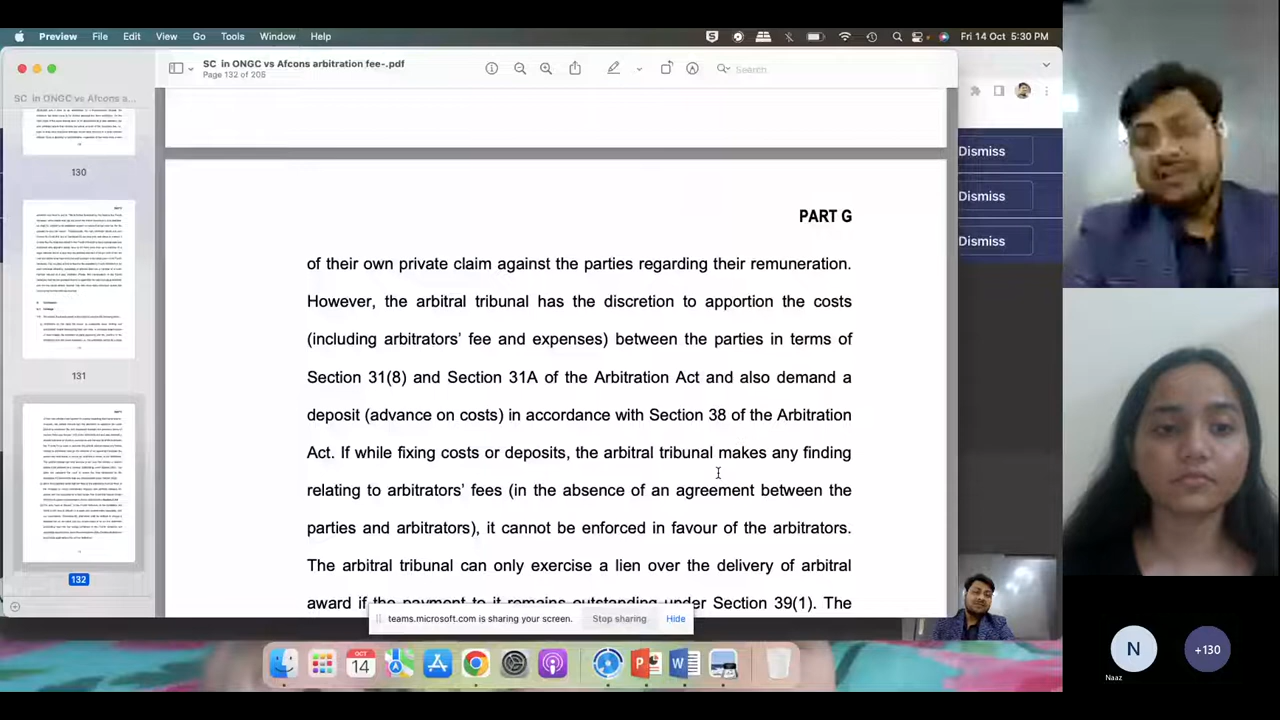 Preview File Edit View Go Tools Window Help
Fri 14 Oct 5:30 PM
SC in ONGC vs Afcons arbitration fee-.pdf
Page 132 of 205
Search
SC in ONGC vs Afcons a...
130
131
132
PART G
of their own private claim against the parties regarding their remuneration.
However, the arbitral tribunal has the discretion to apportion the costs
(including arbitrators' fee and expenses) between the parties in terms of
Section 31(8) and Section 31A of the Arbitration Act and also demand a
deposit (advance on costs) in accordance with Section 38 of the Arbitration
Act. If while fixing costs or deposits, the arbitral tribunal makes any finding
relating to arbitrators' fees (in the absence of an agreement between the
parties and arbitrators), it cannot be enforced in favour of the arbitrators.
The arbitral tribunal can only exercise a lien over the delivery of arbitral
award if the payment to it remains outstanding under Section 39(1). The
Dismiss
Dismiss
Dismiss
teams.microsoft.com is sharing your screen. Stop sharing Hide
OCT
14
N
Naaz
+130